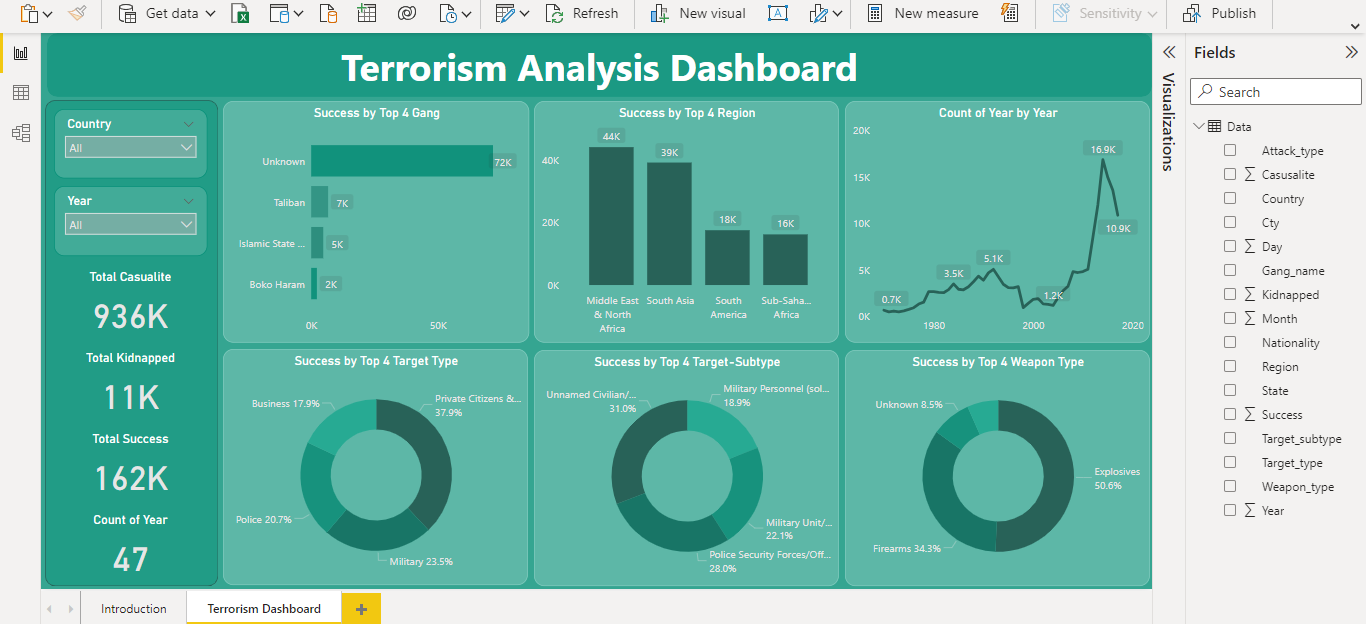 Get data
Refresh
New visual
New measure
Sensitivity
Publish
Terrorism Analysis Dashboard
Country
All
Year
All
Total Casualite
936K
Total Kidnapped
11K
Total Success
162K
Count of Year
47
Success by Top 4 Gang
Unknown
72K
Taliban
7K
Islamic State ...
5K
Boko Haram
2K
0K
50K
Success by Top 4 Region
40K
20K
0K
44K
39K
18K
16K
Middle East
& North
Africa
South Asia
South
America
Sub-Saha...
Africa
Count of Year by Year
20K
15K
10K
5K
0K
0.7K
3.5K
5.1K
1.2K
16.9K
10.9K
1980
2000
2020
Success by Top 4 Target Type
Business 17.9%
Private Citizens &...
37.9%
Police 20.7%
Military 23.5%
Success by Top 4 Target-Subtype
Unnamed Civilian/...
31.0%
Military Personnel (sol...
18.9%
Military Unit/...
22.1%
Police Security Forces/Off...
28.0%
Success by Top 4 Weapon Type
Unknown 8.5%
Explosives
50.6%
Firearms 34.3%
Visualizations
Fields
Search
Data
Attack_type
Casusalite
Country
Cty
Day
Gang_name
Kidnapped
Month
Nationality
Region
State
Success
Target_subtype
Target_type
Weapon_type
Year
Introduction
Terrorism Dashboard